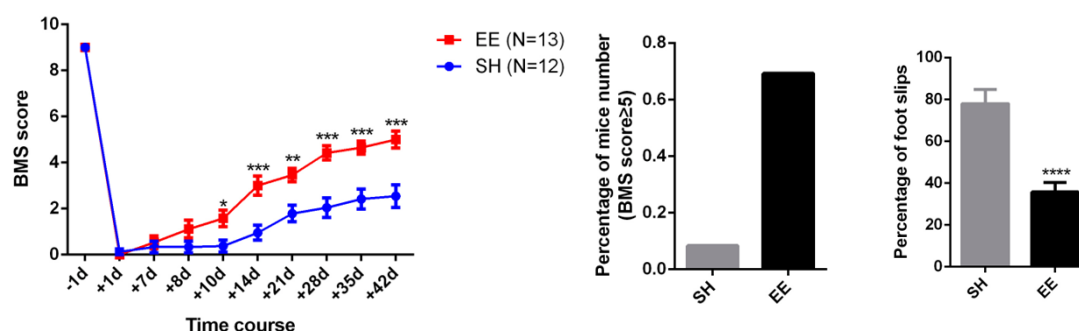 BMS score
10
8
6
4
2
0
* *** ** *** *** ***
-1d +1d +7d +8d +10d +14d +21d +28d +35d +42d
Time course
EE (N=13)
SH (N=12)
Percentage of mice number
(BMS score≥5)
0.8
0.6
0.4
0.2
0.0
SH EE
Percentage of foot slips
100
80
60
40
20
0
****
SH EE